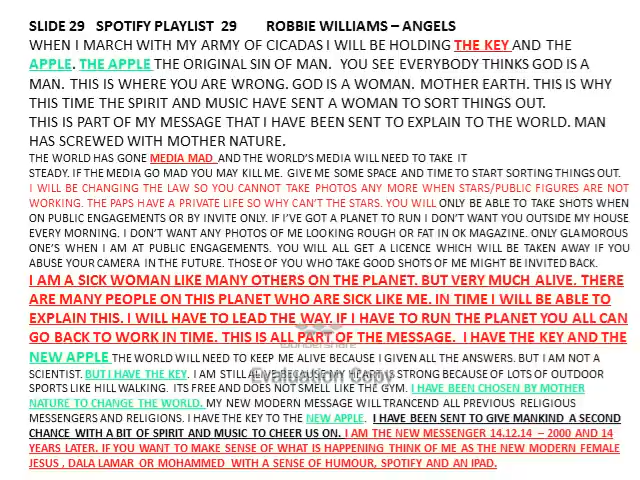 SLIDE 29 SPOTIFY PLAYLIST 29 ROBBIE WILLIAMS – ANGELS
WHEN I MARCH WITH MY ARMY OF CICADAS I WILL BE HOLDING THE KEY AND THE
APPLE. THE APPLE THE ORIGINAL SIN OF MAN. YOU SEE EVERYBODY THINKS GOD IS A
MAN. THIS IS WHERE YOU ARE WRONG. GOD IS A WOMAN. MOTHER EARTH. THIS IS WHY
THIS TIME THE SPIRIT AND MUSIC HAVE SENT A WOMAN TO SORT THINGS OUT.
THIS IS PART OF MY MESSAGE THAT I HAVE BEEN SENT TO EXPLAIN TO THE WORLD. MAN
HAS SCREWED WITH MOTHER NATURE.
THE WORLD HAS GONE MEDIA MAD AND THE WORLD'S MEDIA WILL NEED TO TAKE IT
STEADY. IF THE MEDIA GO MAD YOU MAY KILL ME. GIVE ME SOME SPACE AND TIME TO START SORTING THINGS OUT.
I WILL BE CHANGING THE LAW SO YOU CANNOT TAKE PHOTOS ANY MORE WHEN STARS/PUBLIC FIGURES ARE NOT
WORKING. THE PAPS HAVE A PRIVATE LIFE SO WHY CAN'T THE STARS. YOU WILL ONLY BE ABLE TO TAKE SHOTS WHEN
ON PUBLIC ENGAGEMENTS OR BY INVITE ONLY. IF I'VE GOT A PLANET TO RUN I DON'T WANT YOU OUTSIDE MY HOUSE
EVERY MORNING. I DON'T WANT ANY PHOTOS OF ME LOOKING ROUGH OR FAT IN OK MAGAZINE. ONLY GLAMOROUS
ONE'S WHEN I AM AT PUBLIC ENGAGEMENTS. YOU WILL ALL GET A LICENCE WHICH WILL BE TAKEN AWAY IF YOU
ABUSE YOUR CAMERA IN THE FUTURE. THOSE OF YOU WHO TAKE GOOD SHOTS OF ME MIGHT BE INVITED BACK.
I AM A SICK WOMAN LIKE MANY OTHERS ON THE PLANET. BUT VERY MUCH ALIVE. THERE
ARE MANY PEOPLE ON THIS PLANET WHO ARE SICK LIKE ME. IN TIME I WILL BE ABLE TO
EXPLAIN THIS. I WILL HAVE TO LEAD THE WAY. IF I HAVE TO RUN THE PLANET YOU ALL CAN
GO BACK TO WORK IN TIME. THIS IS ALL PART OF THE MESSAGE. I HAVE THE KEY AND THE
NEW APPLE THE WORLD WILL NEED TO KEEP ME ALIVE BECAUSE I GIVEN ALL THE ANSWERS. BUT I AM NOT A
SCIENTIST. BUT I HAVE THE KEY. I AM STILL ALIVE BECAUSE MY HEART IS STRONG BECAUSE OF LOTS OF OUTDOOR
SPORTS LIKE HILL WALKING. ITS FREE AND DOES NOT SMELL LIKE THE GYM. I HAVE BEEN CHOSEN BY MOTHER
NATURE TO CHANGE THE WORLD. MY NEW MODERN MESSAGE WILL TRANCEND ALL PREVIOUS RELIGIOUS
MESSENGERS AND RELIGIONS. I HAVE THE KEY TO THE NEW APPLE. I HAVE BEEN SENT TO GIVE MANKIND A SECOND
CHANCE WITH A BIT OF SPIRIT AND MUSIC TO CHEER US ON. I AM THE NEW MESSENGER 14.12.14 – 2000 AND 14
YEARS LATER. IF YOU WANT TO MAKE SENSE OF WHAT IS HAPPENING THINK OF ME AS THE NEW MODERN FEMALE
JESUS , DALA LAMAR OR MOHAMMED WITH A SENSE OF HUMOUR, SPOTIFY AND AN IPAD.
Wondershare
Evaluation Copy